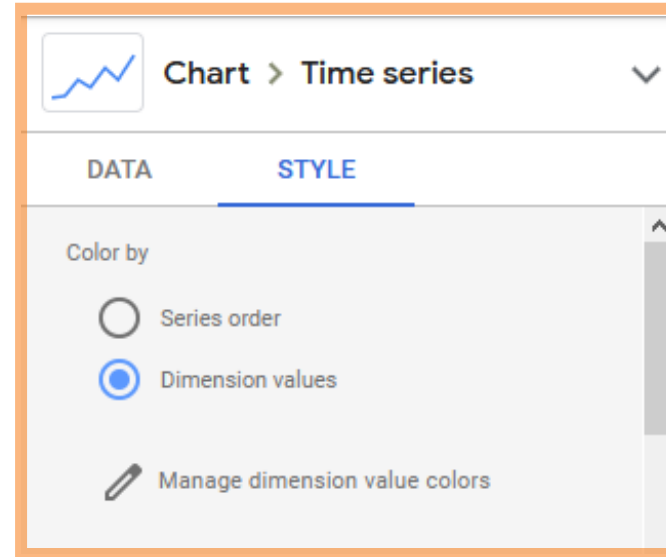 Chart > Time series
DATA STYLE
Color by
Series order
Dimension values
Manage dimension value colors